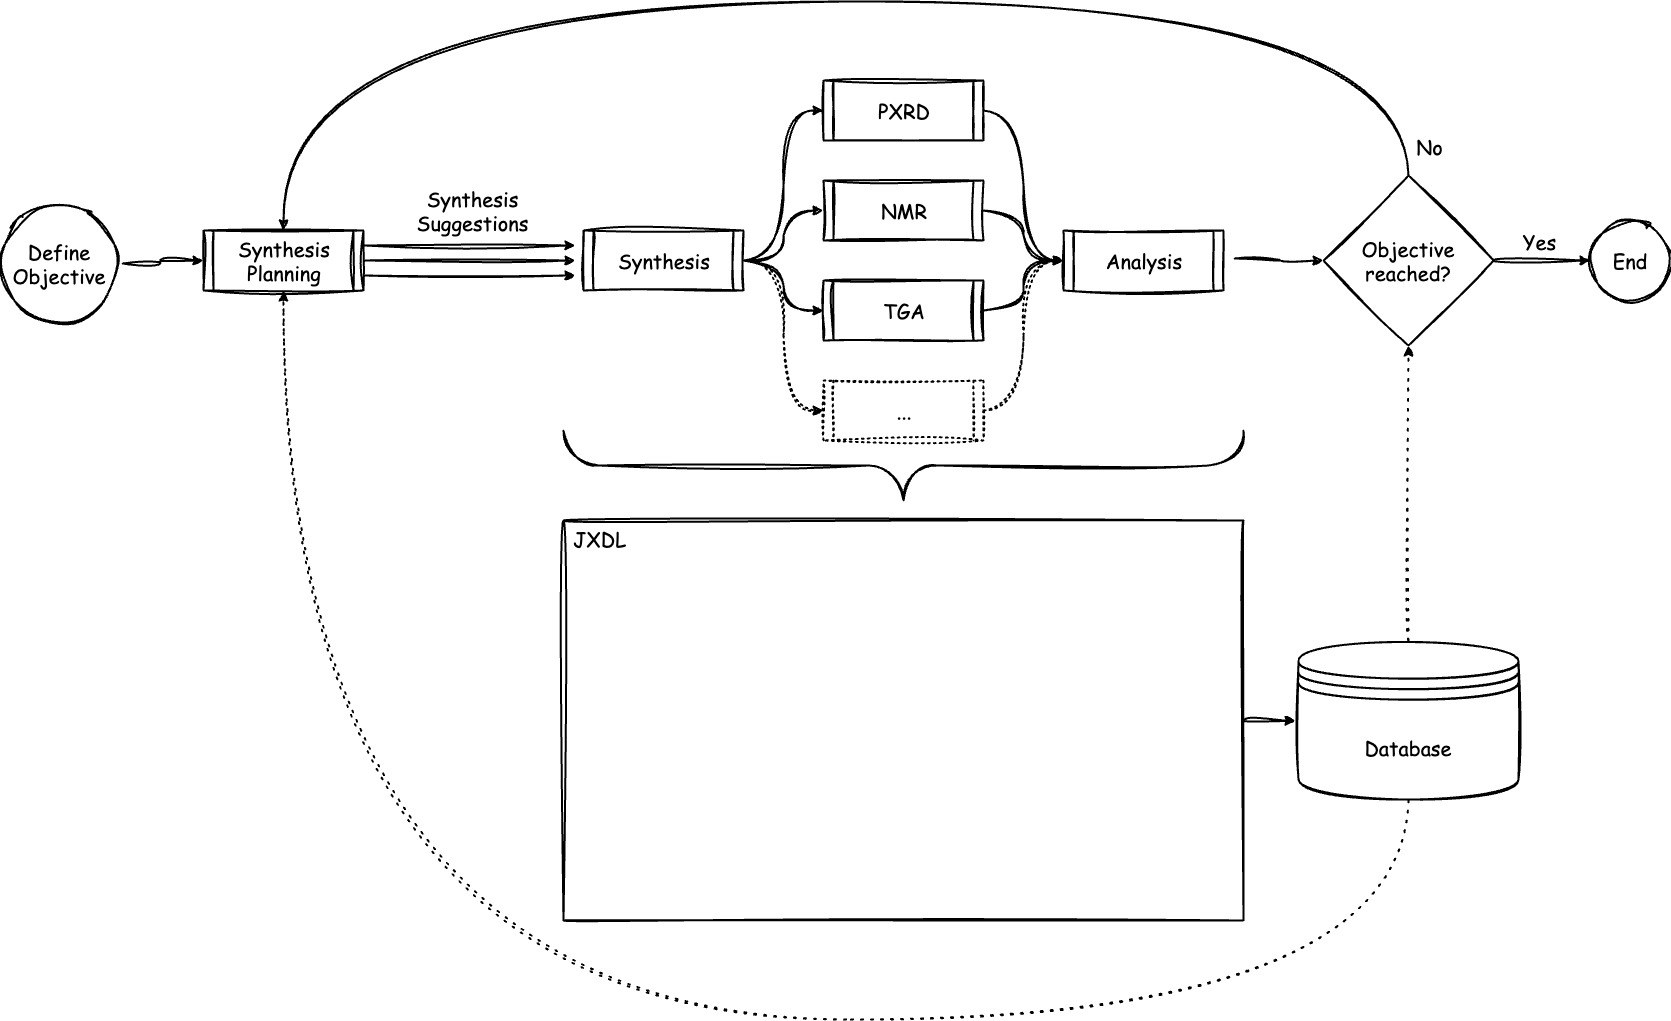 Define
Objective
Synthesis
Planning
Synthesis
Suggestions
Synthesis
PXRD
NMR
TGA
...
Analysis
No
Objective
reached?
Yes
End
JXDL
Database